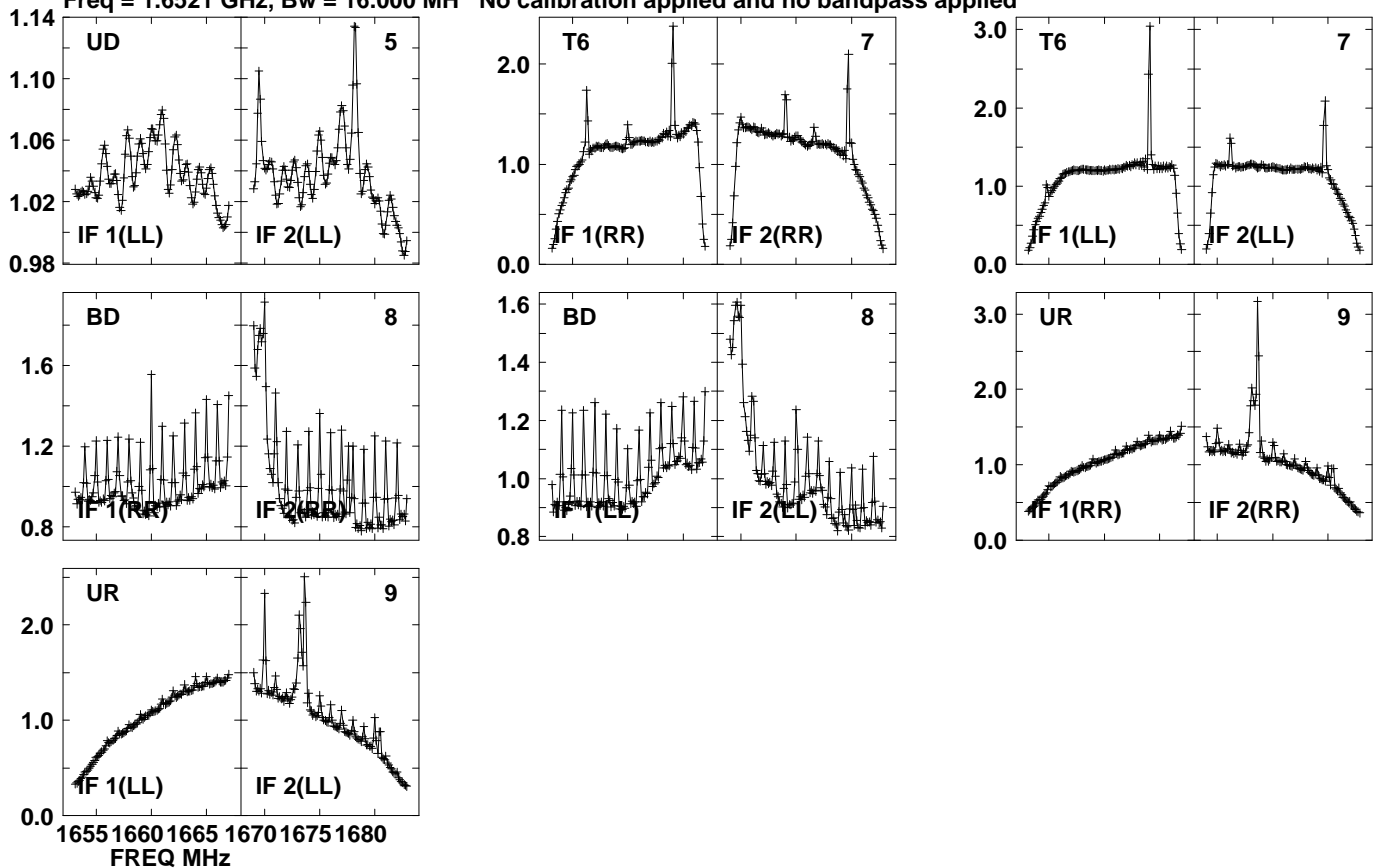 Freq = 1.6521 GHz, Bw = 16.000 MH No calibration applied and no bandpass applied
1.14
1.10
1.06
1.02
0.98
UD 5
IF 1(LL) IF 2(LL)
2.0
1.0
0.0
T6 7
IF 1(RR) IF 2(RR)
3.0
2.0
1.0
0.0
T6 7
IF 1(LL) IF 2(LL)
1.6
1.2
0.8
BD 8
IF 1(RR) IF 2(RR)
1.6
1.4
1.2
1.0
0.8
BD 8
IF 1(LL) IF 2(LL)
3.0
2.0
1.0
0.0
UR 9
IF 1(RR) IF 2(RR)
2.0
1.0
0.0
UR 9
IF 1(LL) IF 2(LL)
1655 1660 1665 1670 1675 1680
FREQ MHz